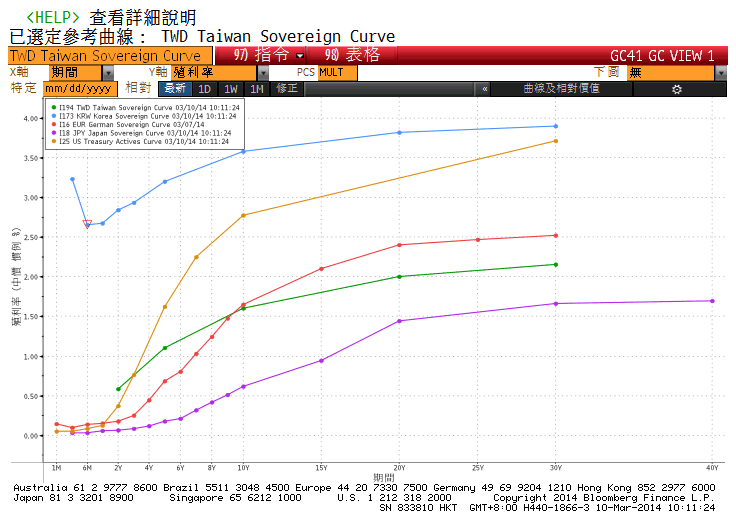 <HELP> 查看詳細說明
已選定參考曲線： TWD Taiwan Sovereign Curve
TWD Taiwan Sovereign Curve 97) 指令 98) 表格 GC41 GC VIEW 1
X軸 期間 Y軸 殖利率 PCS MULT 下圖 無
特定 mm/dd/yyyy 相對 最新 1D 1W 1M 修正 « 曲線及相對價值
I194 TWD Taiwan Sovereign Curve 03/10/14 10:11:24
I173 KRW Korea Sovereign Curve 03/10/14 10:11:24
I16 EUR German Sovereign Curve 03/07/14
I18 JPY Japan Sovereign Curve 03/10/14 10:11:24
I25 US Treasury Actives Curve 03/10/14 10:11:24
4.00
3.50
3.00
2.50
2.00
1.50
1.00
0.50
0.00
殖利率 (中價 慣例 %)
1M 6M 2Y 4Y 6Y 8Y 10Y 15Y 20Y 25Y 30Y 40Y
期間
Australia 61 2 9777 8600 Brazil 5511 3048 4500 Europe 44 20 7330 7500 Germany 49 69 9204 1210 Hong Kong 852 2977 6000
Japan 81 3 3201 8900 Singapore 65 6212 1000 U.S. 1 212 318 2000 Copyright 2014 Bloomberg Finance L.P.
SN 833810 HKT GMT+8:00 H440-1866-3 10-Mar-2014 10:11:24